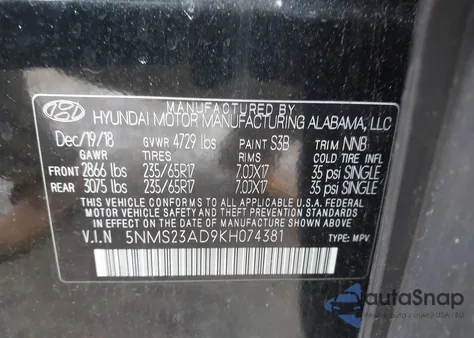 MANUFACTURED BY
HYUNDAI MOTOR MANUFACTURING ALABAMA, LLC
Dec/19/18 GVWR 4729 lbs PAINT S3B TRIM NNB
GAWR TIRES RIMS COLD TIRE INFL
FRONT 2866 lbs 235/65R17 7.0JX17 35 psi SINGLE
REAR 3075 lbs 235/65R17 7.0JX17 35 psi SINGLE
THIS VEHICLE CONFORMS TO ALL APPLICABLE U.S.A. FEDERAL
MOTOR VEHICLE SAFETY, BUMPER, AND THEFT PREVENTION STANDARDS
IN EFFECT ON THE DATE OF MANUFACTURE SHOWN ABOVE.
V.I.N 5NMS23AD9KH074381 TYPE: MPV
autaSnap